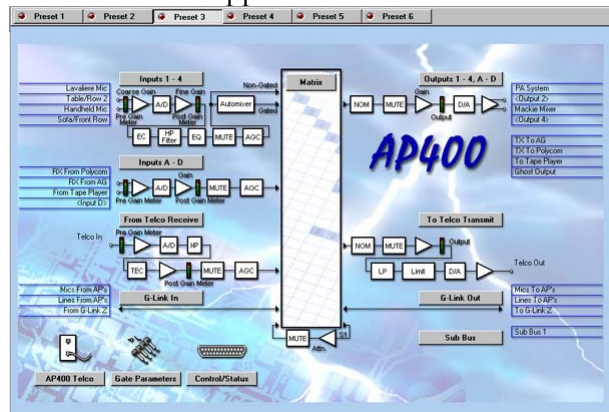 Preset 1 Preset 2 Preset 3 Preset 4 Preset 5 Preset 6
Inputs 1 - 4
Lavaliere Mic
Table/Row 2
Handheld Mic
Sofa/Front Row
Coarse Gain Fine Gain
A/D
Pre Gain Meter
Post Gain Meter
Automixer
Non-Gated
Gated
EC HP Filter EQ MUTE AGC
Inputs A - D
RX From Polycom
RX From AG
From Tape Player
<Input D>
Gain
A/D MUTE AGC
Pre Gain Meter Post Gain Meter
From Telco Receive
Telco In
Pre Gain Meter
A/D HP
TEC MUTE AGC
Post Gain Meter
Mics From AP's
Lines From AP's
From G-Link Z
G-Link In
AP400 Telco Gate Parameters Control/Status
Matrix
MUTE
Attn.
S1
Outputs 1 - 4, A - D
Gain
NOM MUTE D/A
Output
PA System
<Output 2>
Mackie Mixer
<Output 4>
AP400
TX To AG
TX To Polycom
To Tape Player
Ghost Output
To Telco Transmit
NOM MUTE Output
LP Limit D/A
Telco Out
G-Link Out
Mics To AP's
Lines To AP's
To G-Link Z
Sub Bus
Sub Bus 1